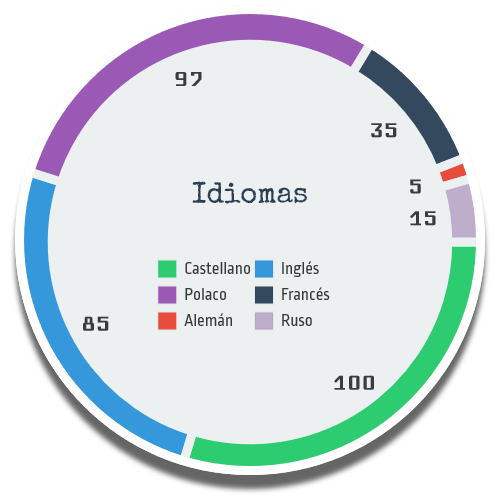 97
35
5
15
Idiomas
Castellano Inglés
Polaco Francés
Alemán Ruso
85
100